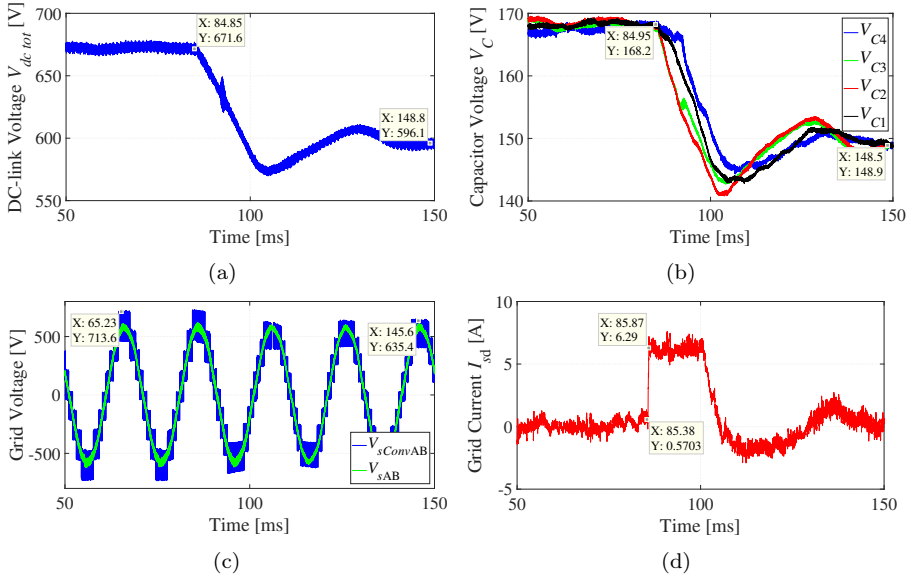 700
650
600
550
DC-link Voltage V_dc tot [V]
X: 84.85
Y: 671.6
X: 148.8
Y: 596.1
50
100
150
Time [ms]
(a)
170
160
150
140
Capacitor Voltage V_C [V]
X: 84.95
Y: 168.2
V_C4
V_C3
V_C2
V_C1
X: 148.5
Y: 148.9
50
100
150
Time [ms]
(b)
500
0
-500
Grid Voltage [V]
X: 65.23
Y: 713.6
X: 145.6
Y: 635.4
V_sConvAB
V_sAB
50
100
150
Time [ms]
(c)
10
5
0
-5
Grid Current I_sd [A]
X: 85.87
Y: 6.29
X: 85.38
Y: 0.5703
50
100
150
Time [ms]
(d)